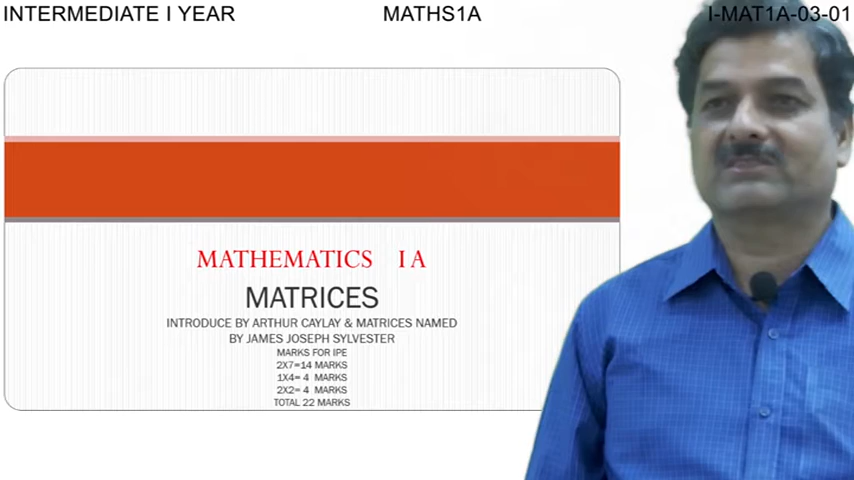 INTERMEDIATE I YEAR MATHS1A I-MAT1A-03-01
MATHEMATICS I A
MATRICES
INTRODUCE BY ARTHUR CAYLAY & MATRICES NAMED
BY JAMES JOSEPH SYLVESTER
MARKS FOR IPE
2X7=14 MARKS
1X4= 4 MARKS
2X2= 4 MARKS
TOTAL 22 MARKS